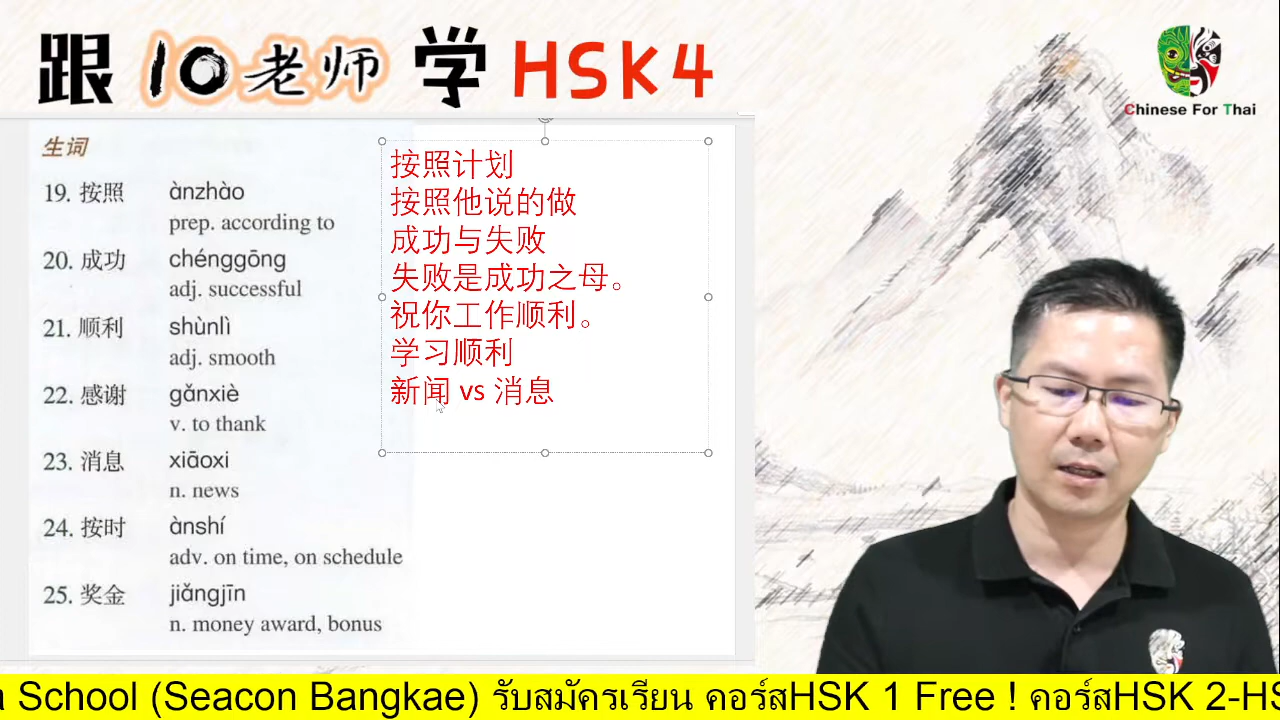 跟10老师学HSK4
Chinese For Thai
生词
19. 按照 ànzhào
prep. according to
20. 成功 chénggōng
adj. successful
21. 顺利 shùnlì
adj. smooth
22. 感谢 gǎnxiè
v. to thank
23. 消息 xiāoxi
n. news
24. 按时 ànshí
adv. on time, on schedule
25. 奖金 jiǎngjīn
n. money award, bonus
按照计划
按照他说的做
成功与失败
失败是成功之母。
祝你工作顺利。
学习顺利
新闻 vs 消息
a School (Seacon Bangkae) รับสมัครเรียน คอร์สHSK 1 Free ! คอร์สHSK 2-HS